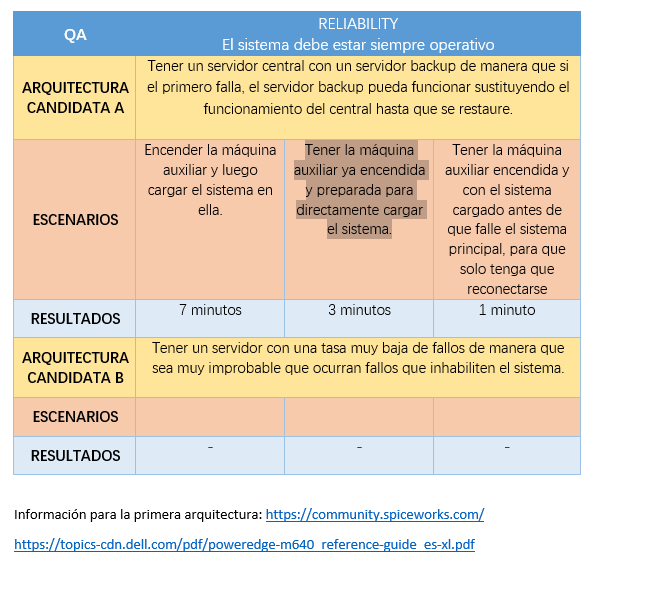 QA
RELIABILITY
El sistema debe estar siempre operativo
ARQUITECTURA
CANDIDATA A
Tener un servidor central con un servidor backup de manera que si
el primero falla, el servidor backup pueda funcionar sustituyendo el
funcionamiento del central hasta que se restaure.
ESCENARIOS
Encender la máquina
auxiliar y luego
cargar el sistema en
ella.
Tener la máquina
auxiliar ya encendida
y preparada para
directamente cargar
el sistema.
Tener la máquina
auxiliar encendida y
con el sistema
cargado antes de
que falle el sistema
principal, para que
solo tenga que
reconectarse
RESULTADOS
7 minutos
3 minutos
1 minuto
ARQUITECTURA
CANDIDATA B
Tener un servidor con una tasa muy baja de fallos de manera que
sea muy improbable que ocurran fallos que inhabiliten el sistema.
ESCENARIOS
RESULTADOS
-
-
-
Información para la primera arquitectura: https://community.spiceworks.com/
https://topics-cdn.dell.com/pdf/poweredge-m640_reference-guide_es-xl.pdf